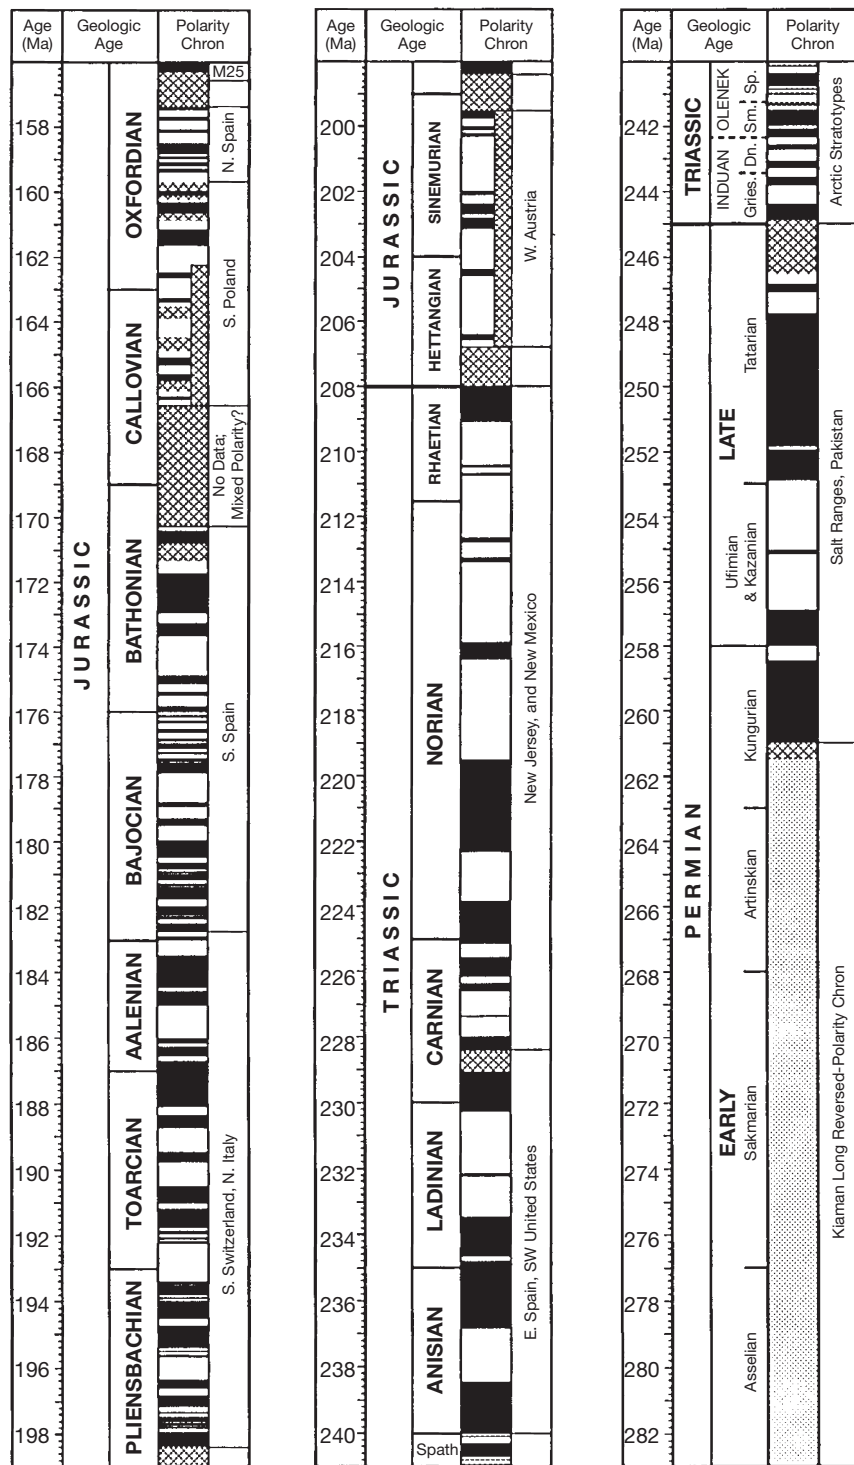 Age
(Ma)
Geologic
Age
Polarity
Chron
158
160
162
164
166
168
170
172
174
176
178
180
182
184
186
188
190
192
194
196
198
JURASSIC
OXFORDIAN
CALLOVIAN
BATHONIAN
BAJOCIAN
AALENIAN
TOARCIAN
PLIENSBACHIAN
M25
N. Spain
S. Poland
No Data;
Mixed Polarity?
S. Spain
S. Switzerland, N. Italy
Age
(Ma)
Geologic
Age
Polarity
Chron
200
202
204
206
208
210
212
214
216
218
220
222
224
226
228
230
232
234
236
238
240
JURASSIC
TRIASSIC
SINEMURIAN
HETTANGIAN
RHAETIAN
NORIAN
CARNIAN
LADINIAN
ANISIAN
Spath
W. Austria
New Jersey, and New Mexico
E. Spain, SW United States
Age
(Ma)
Geologic
Age
Polarity
Chron
242
244
246
248
250
252
254
256
258
260
262
264
266
268
270
272
274
276
278
280
282
TRIASSIC
PERMIAN
OLENEK
INDUAN
Sp.
Sm.
Dn.
Gries.
LATE
EARLY
Tatarian
Ufimian
& Kazanian
Kungurian
Artinskian
Sakmarian
Asselian
Arctic Stratotypes
Salt Ranges, Pakistan
Kiaman Long Reversed-Polarity Chron